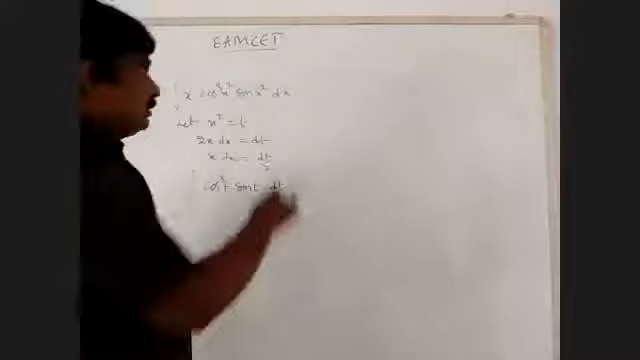 EAMCET
∫ x cos³x² sin x² dx
Let x² = t
2x dx = dt
x dx = dt/2
∫ cos³t sin t dt